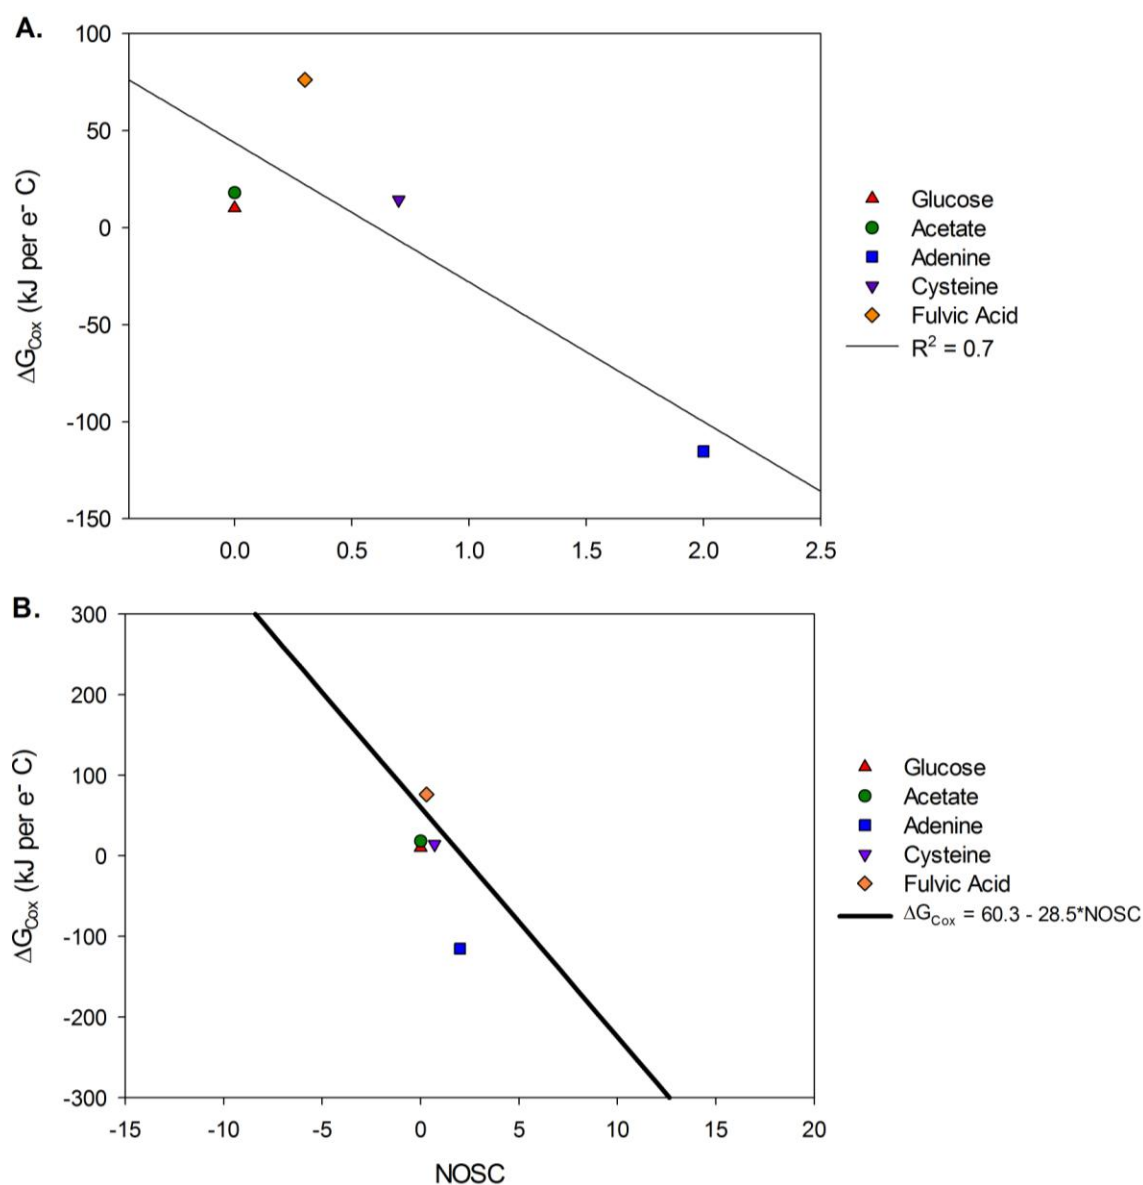 A.
100
50
0
-50
-100
-150
ΔG_Cox (kJ per e⁻ C)
0.0 0.5 1.0 1.5 2.0 2.5
Glucose
Acetate
Adenine
Cysteine
Fulvic Acid
R² = 0.7
B.
300
200
100
0
-100
-200
-300
ΔG_Cox (kJ per e⁻ C)
-15 -10 -5 0 5 10 15 20
NOSC
Glucose
Acetate
Adenine
Cysteine
Fulvic Acid
ΔG_Cox = 60.3 - 28.5*NOSC